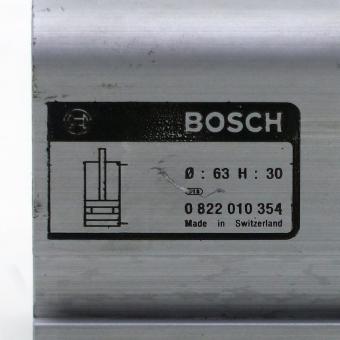 BOSCH
Ø : 63 H : 30
0 822 010 354
Made in Switzerland